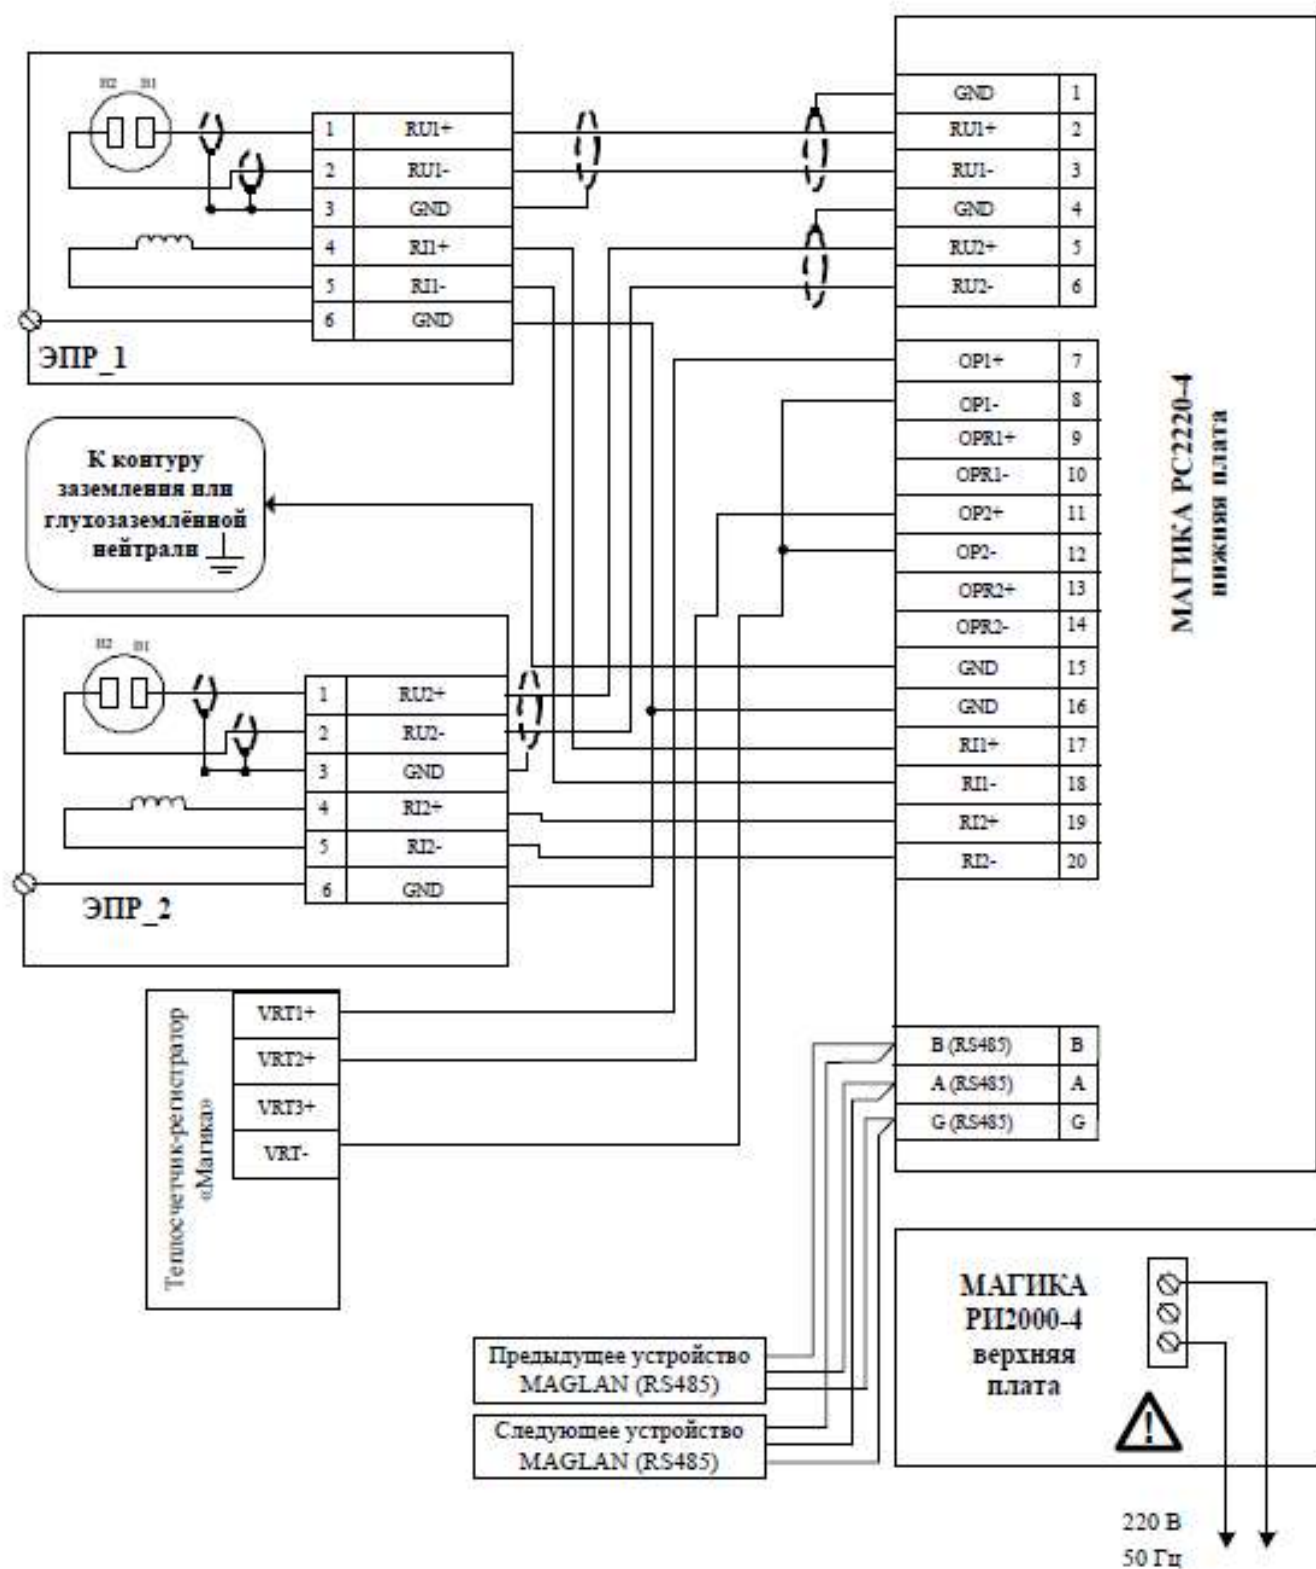 В2 В1
1 RU1+
2 RU1-
3 GND
4 RI1+
5 RI1-
6 GND
ЭПР_1
К контуру
заземления или
глухозаземлённой
нейтрали
В2 В1
1 RU2+
2 RU2-
3 GND
4 RI2+
5 RI2-
6 GND
ЭПР_2
Теплосчетчик-регистратор
«Магика»
VRT1+
VRT2+
VRT3+
VRT-
GND 1
RU1+ 2
RU1- 3
GND 4
RU2+ 5
RU2- 6
OP1+ 7
OP1- 8
OPR1+ 9
OPR1- 10
OP2+ 11
OP2- 12
OPR2+ 13
OPR2- 14
GND 15
GND 16
RI1+ 17
RI1- 18
RI2+ 19
RI2- 20
МАГИКА РС2220-4
нижняя плата
B (RS485) B
A (RS485) A
G (RS485) G
Предыдущее устройство
MAGLAN (RS485)
Следующее устройство
MAGLAN (RS485)
МАГИКА
РИ2000-4
верхняя
плата
!
220 В
50 Гц